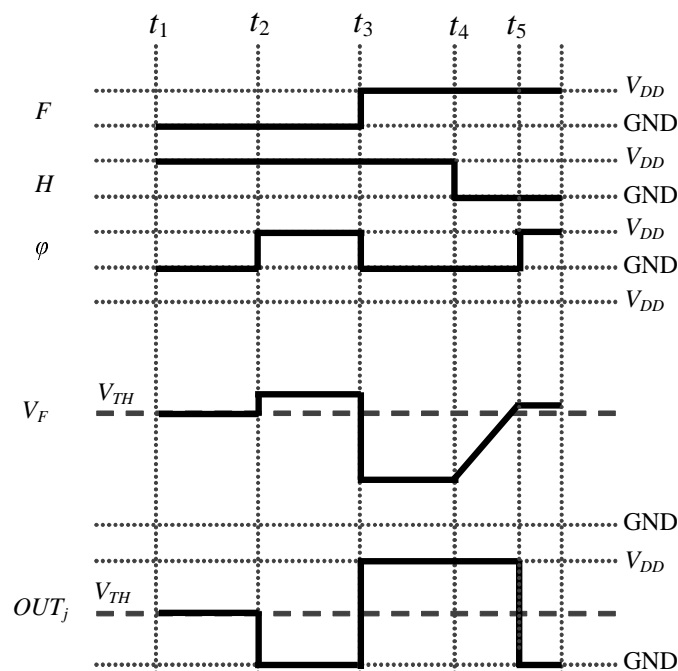 t1 t2 t3 t4 t5
VDD
F
GND
VDD
H
GND
VDD
φ
GND
VDD
VTH
VF
GND
VDD
VTH
OUTj
GND